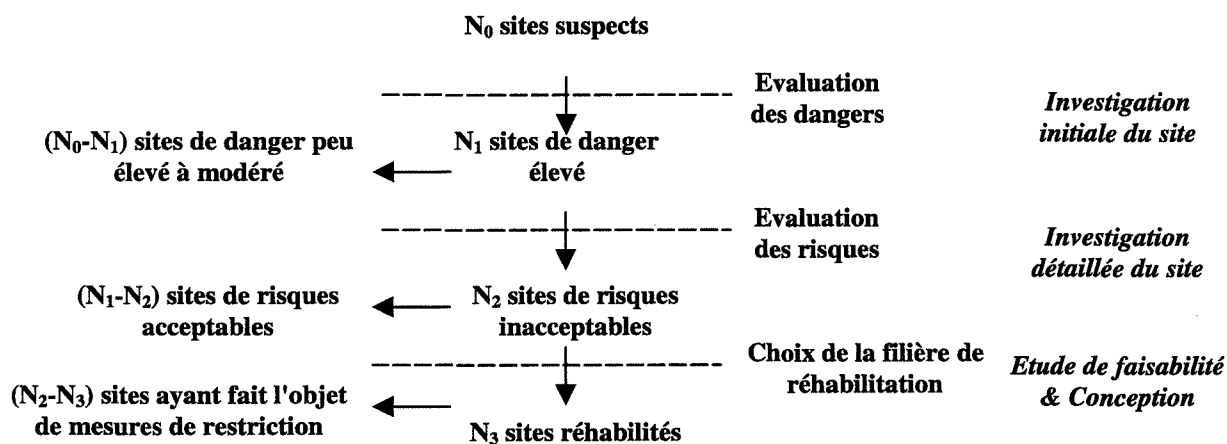 N₀ sites suspects
Evaluation
des dangers
Investigation
initiale du site
(N₀-N₁) sites de danger peu
élevé à modéré
N₁ sites de danger
élevé
Evaluation
des risques
Investigation
détaillée du site
(N₁-N₂) sites de risques
acceptables
N₂ sites de risques
inacceptables
Choix de la filière de
réhabilitation
Etude de faisabilité
& Conception
(N₂-N₃) sites ayant fait l'objet
de mesures de restriction
N₃ sites réhabilités